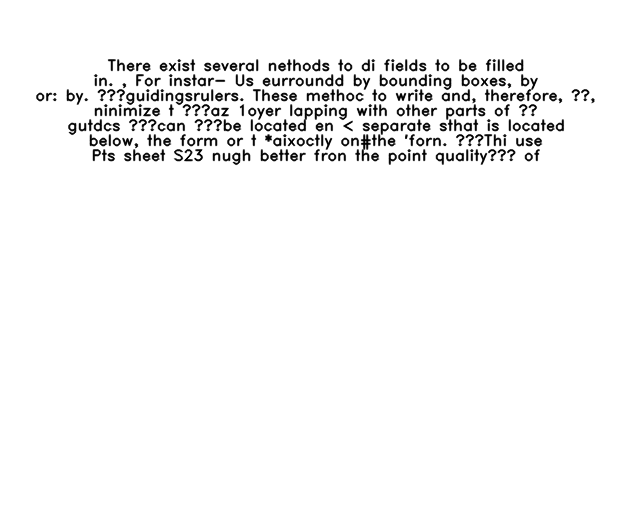 There exist several nethods to di fields to be filled
in. , For instar- Us eurroundd by bounding boxes, by
or: by. ???guidingsrulers. These methoc to write and, therefore, ??,
ninimize t ???az 1oyer lapping with other parts of ??
gutdcs ???can ???be located en < separate sthat is located
below, the form or t *aixoctly on#the 'forn. ???Thi use
Pts sheet S23 nugh better fron the point quality??? of